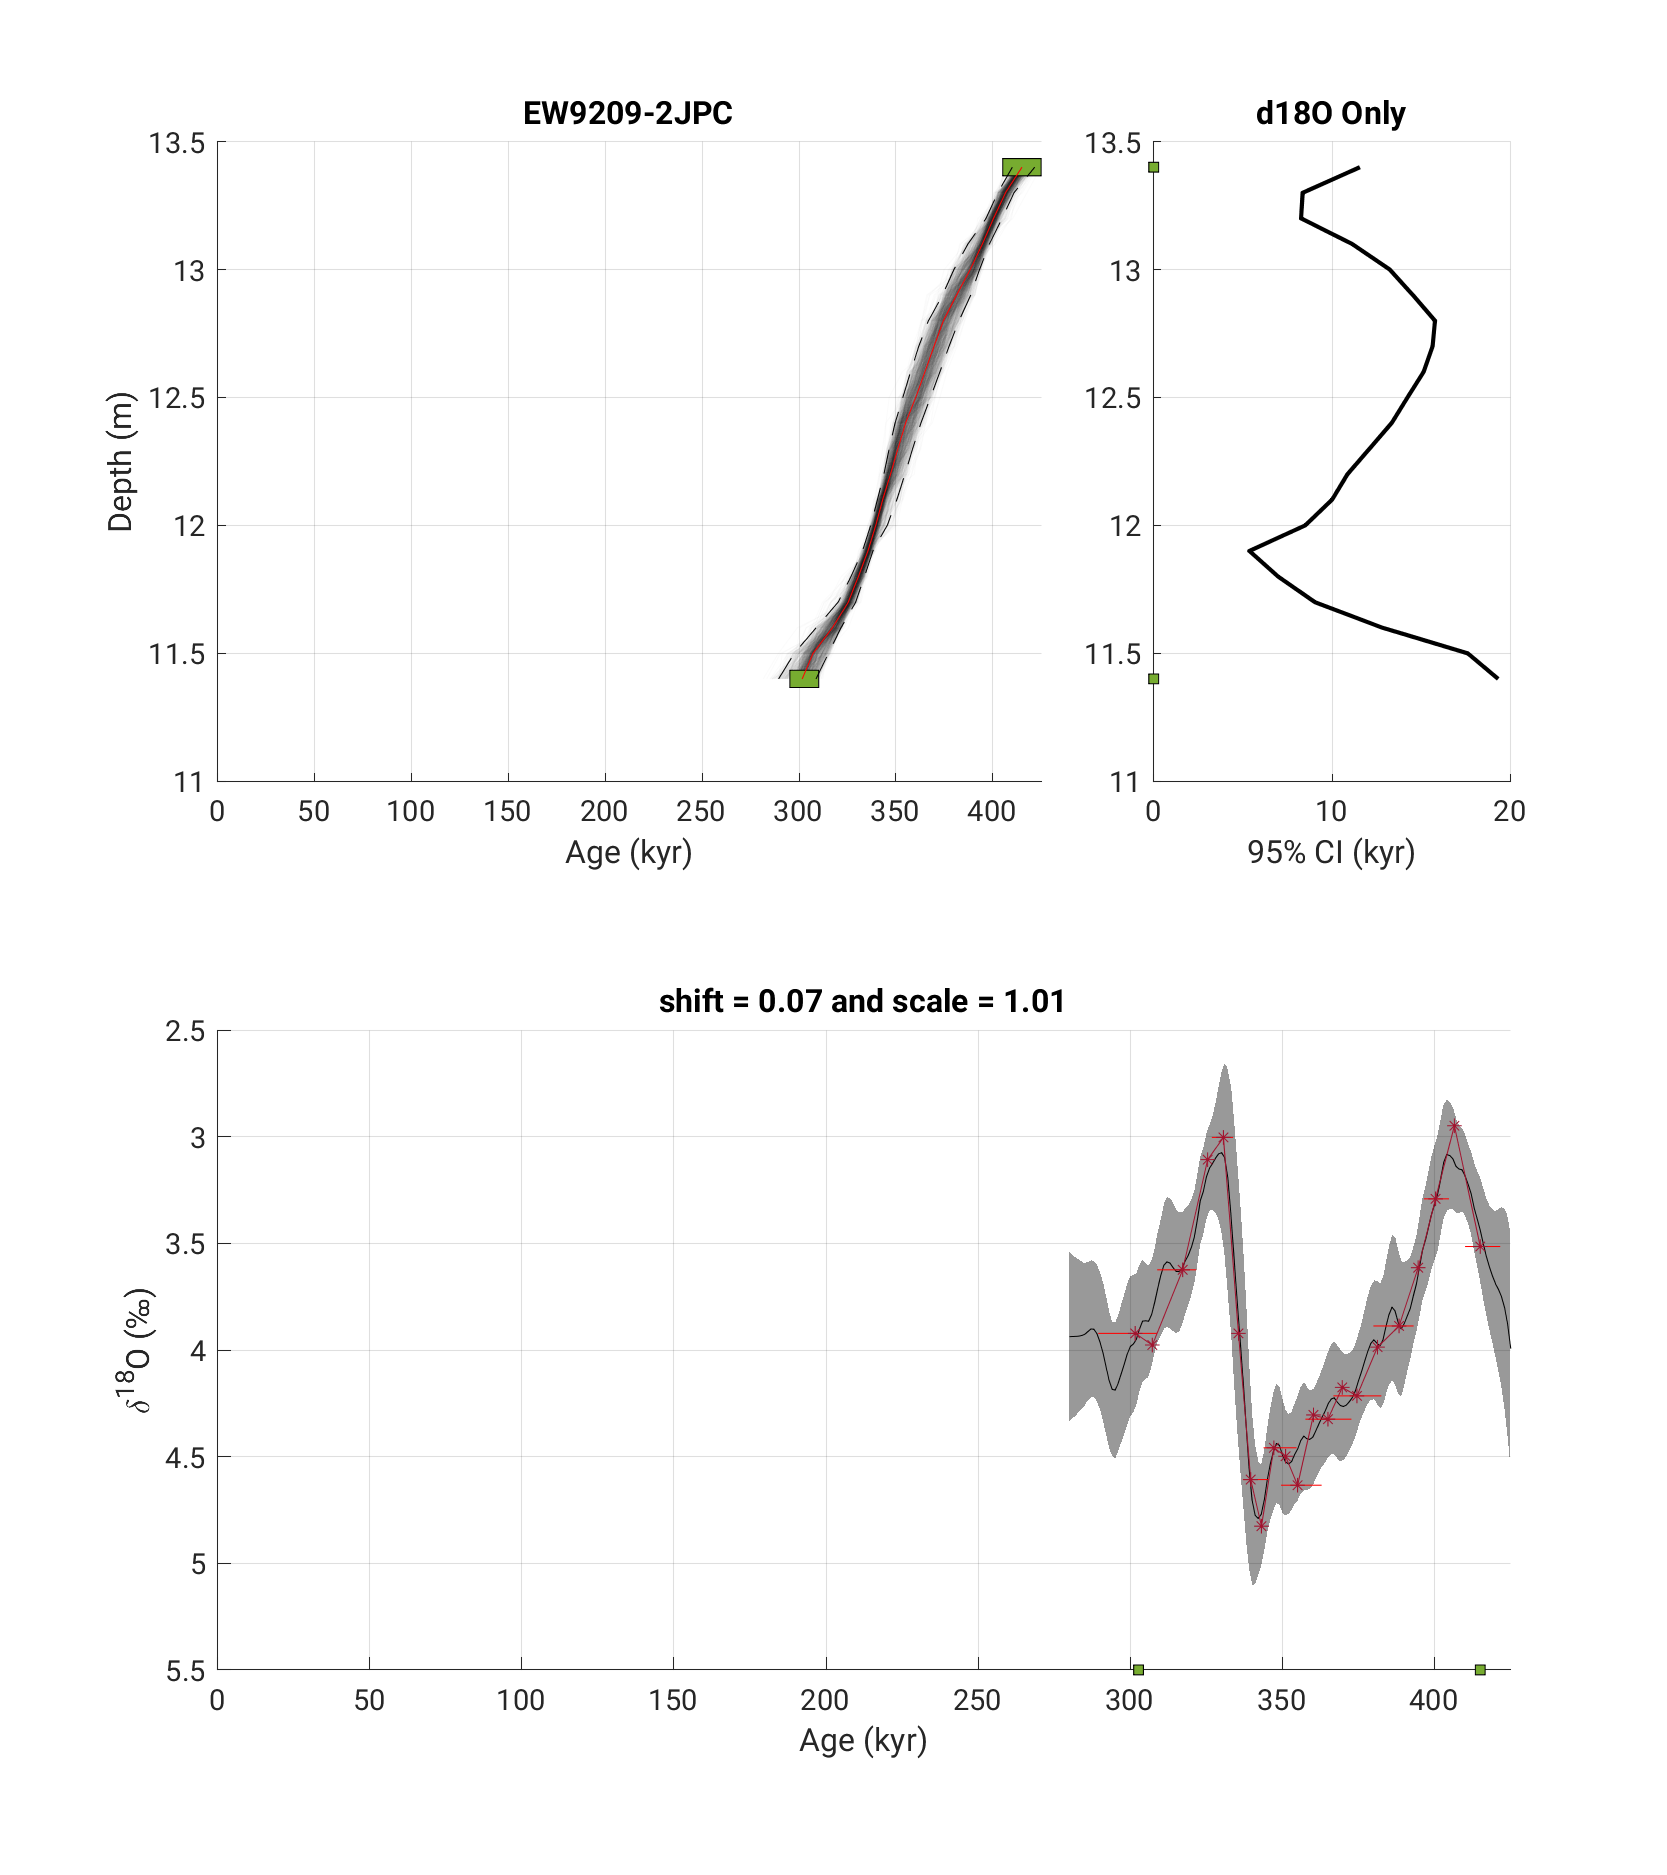 EW9209-2JPC
d18O Only
13.5
13
12.5
12
11.5
11
Depth (m)
0 50 100 150 200 250 300 350 400
Age (kyr)
13.5
13
12.5
12
11.5
11
0 10 20
95% CI (kyr)
shift = 0.07 and scale = 1.01
2.5
3
3.5
4
4.5
5
5.5
δ18O (‰)
0 50 100 150 200 250 300 350 400
Age (kyr)